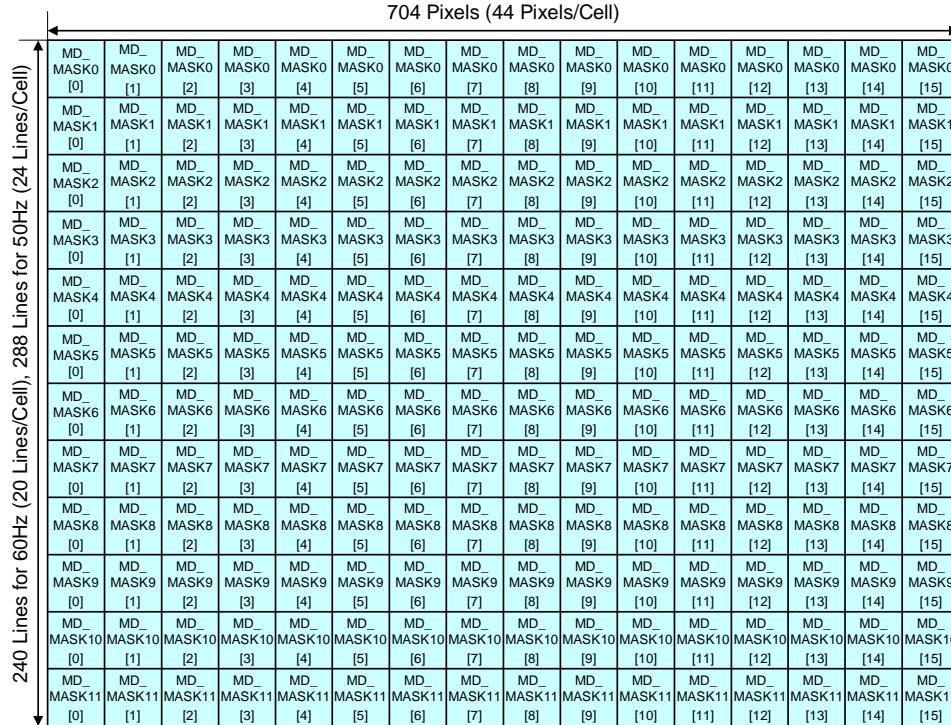 704 Pixels (44 Pixels/Cell)
240 Lines for 60Hz (20 Lines/Cell), 288 Lines for 50Hz (24 Lines/Cell)
MD_ MD_ MD_ MD_ MD_ MD_ MD_ MD_ MD_ MD_ MD_ MD_ MD_ MD_ MD_ MD_
MASK0 MASK0 MASK0 MASK0 MASK0 MASK0 MASK0 MASK0 MASK0 MASK0 MASK0 MASK0 MASK0 MASK0 MASK0 MASK0
[0] [1] [2] [3] [4] [5] [6] [7] [8] [9] [10] [11] [12] [13] [14] [15]
MD_ MD_ MD_ MD_ MD_ MD_ MD_ MD_ MD_ MD_ MD_ MD_ MD_ MD_ MD_ MD_
MASK1 MASK1 MASK1 MASK1 MASK1 MASK1 MASK1 MASK1 MASK1 MASK1 MASK1 MASK1 MASK1 MASK1 MASK1 MASK1
[0] [1] [2] [3] [4] [5] [6] [7] [8] [9] [10] [11] [12] [13] [14] [15]
MD_ MD_ MD_ MD_ MD_ MD_ MD_ MD_ MD_ MD_ MD_ MD_ MD_ MD_ MD_ MD_
MASK2 MASK2 MASK2 MASK2 MASK2 MASK2 MASK2 MASK2 MASK2 MASK2 MASK2 MASK2 MASK2 MASK2 MASK2 MASK2
[0] [1] [2] [3] [4] [5] [6] [7] [8] [9] [10] [11] [12] [13] [14] [15]
MD_ MD_ MD_ MD_ MD_ MD_ MD_ MD_ MD_ MD_ MD_ MD_ MD_ MD_ MD_ MD_
MASK3 MASK3 MASK3 MASK3 MASK3 MASK3 MASK3 MASK3 MASK3 MASK3 MASK3 MASK3 MASK3 MASK3 MASK3 MASK3
[0] [1] [2] [3] [4] [5] [6] [7] [8] [9] [10] [11] [12] [13] [14] [15]
MD_ MD_ MD_ MD_ MD_ MD_ MD_ MD_ MD_ MD_ MD_ MD_ MD_ MD_ MD_ MD_
MASK4 MASK4 MASK4 MASK4 MASK4 MASK4 MASK4 MASK4 MASK4 MASK4 MASK4 MASK4 MASK4 MASK4 MASK4 MASK4
[0] [1] [2] [3] [4] [5] [6] [7] [8] [9] [10] [11] [12] [13] [14] [15]
MD_ MD_ MD_ MD_ MD_ MD_ MD_ MD_ MD_ MD_ MD_ MD_ MD_ MD_ MD_ MD_
MASK5 MASK5 MASK5 MASK5 MASK5 MASK5 MASK5 MASK5 MASK5 MASK5 MASK5 MASK5 MASK5 MASK5 MASK5 MASK5
[0] [1] [2] [3] [4] [5] [6] [7] [8] [9] [10] [11] [12] [13] [14] [15]
MD_ MD_ MD_ MD_ MD_ MD_ MD_ MD_ MD_ MD_ MD_ MD_ MD_ MD_ MD_ MD_
MASK6 MASK6 MASK6 MASK6 MASK6 MASK6 MASK6 MASK6 MASK6 MASK6 MASK6 MASK6 MASK6 MASK6 MASK6 MASK6
[0] [1] [2] [3] [4] [5] [6] [7] [8] [9] [10] [11] [12] [13] [14] [15]
MD_ MD_ MD_ MD_ MD_ MD_ MD_ MD_ MD_ MD_ MD_ MD_ MD_ MD_ MD_ MD_
MASK7 MASK7 MASK7 MASK7 MASK7 MASK7 MASK7 MASK7 MASK7 MASK7 MASK7 MASK7 MASK7 MASK7 MASK7 MASK7
[0] [1] [2] [3] [4] [5] [6] [7] [8] [9] [10] [11] [12] [13] [14] [15]
MD_ MD_ MD_ MD_ MD_ MD_ MD_ MD_ MD_ MD_ MD_ MD_ MD_ MD_ MD_ MD_
MASK8 MASK8 MASK8 MASK8 MASK8 MASK8 MASK8 MASK8 MASK8 MASK8 MASK8 MASK8 MASK8 MASK8 MASK8 MASK8
[0] [1] [2] [3] [4] [5] [6] [7] [8] [9] [10] [11] [12] [13] [14] [15]
MD_ MD_ MD_ MD_ MD_ MD_ MD_ MD_ MD_ MD_ MD_ MD_ MD_ MD_ MD_ MD_
MASK9 MASK9 MASK9 MASK9 MASK9 MASK9 MASK9 MASK9 MASK9 MASK9 MASK9 MASK9 MASK9 MASK9 MASK9 MASK9
[0] [1] [2] [3] [4] [5] [6] [7] [8] [9] [10] [11] [12] [13] [14] [15]
MD_ MD_ MD_ MD_ MD_ MD_ MD_ MD_ MD_ MD_ MD_ MD_ MD_ MD_ MD_ MD_
MASK10 MASK10 MASK10 MASK10 MASK10 MASK10 MASK10 MASK10 MASK10 MASK10 MASK10 MASK10 MASK10 MASK10 MASK10 MASK10
[0] [1] [2] [3] [4] [5] [6] [7] [8] [9] [10] [11] [12] [13] [14] [15]
MD_ MD_ MD_ MD_ MD_ MD_ MD_ MD_ MD_ MD_ MD_ MD_ MD_ MD_ MD_ MD_
MASK11 MASK11 MASK11 MASK11 MASK11 MASK11 MASK11 MASK11 MASK11 MASK11 MASK11 MASK11 MASK11 MASK11 MASK11 MASK1
[0] [1] [2] [3] [4] [5] [6] [7] [8] [9] [10] [11] [12] [13] [14] [15]